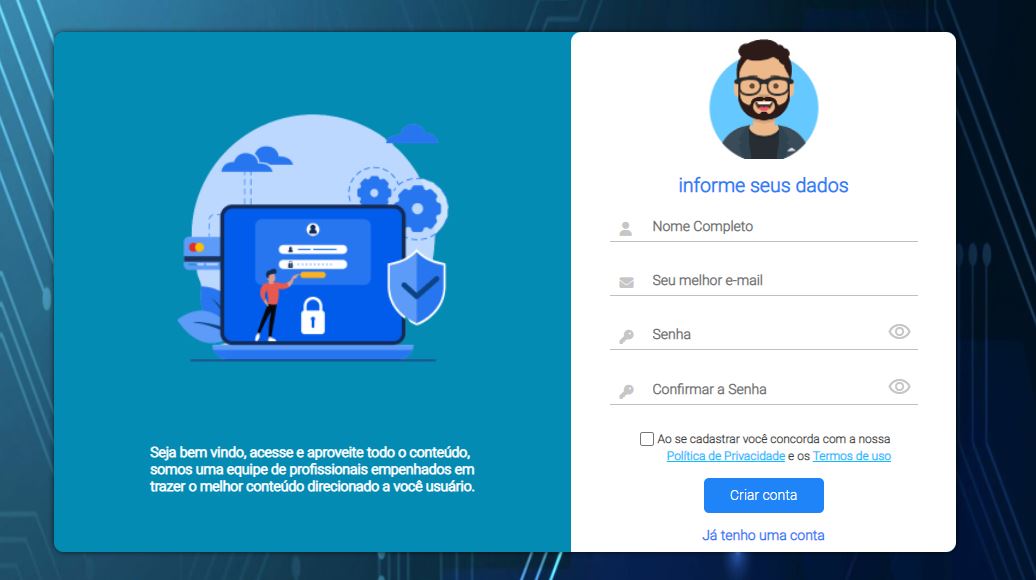 Seja bem vindo, acesse e aproveite todo o conteúdo,
somos uma equipe de profissionais empenhados em
trazer o melhor conteúdo direcionado a você usuário.
informe seus dados
Nome Completo
Seu melhor e-mail
Senha
Confirmar a Senha
Ao se cadastrar você concorda com a nossa
Política de Privacidade e os Termos de uso
Criar conta
Já tenho uma conta